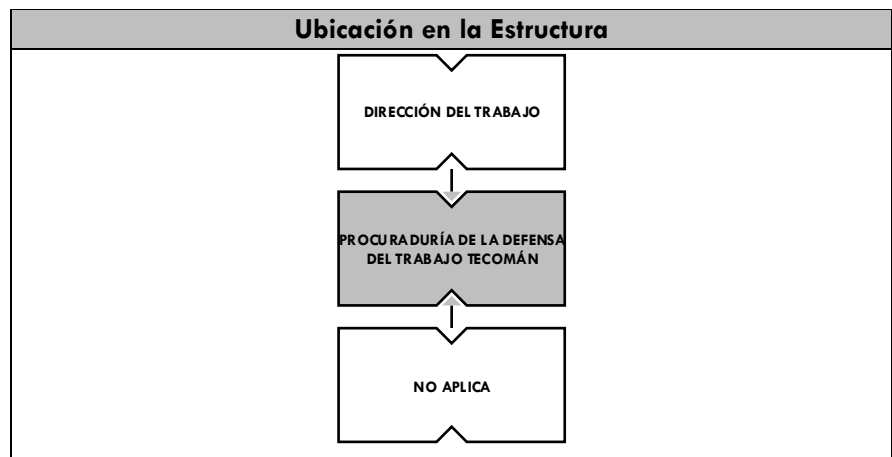 Ubicación en la Estructura
DIRECCIÓN DEL TRABAJO
PROCURADURÍA DE LA DEFENSA
DEL TRABAJO TECOMÁN
NO APLICA